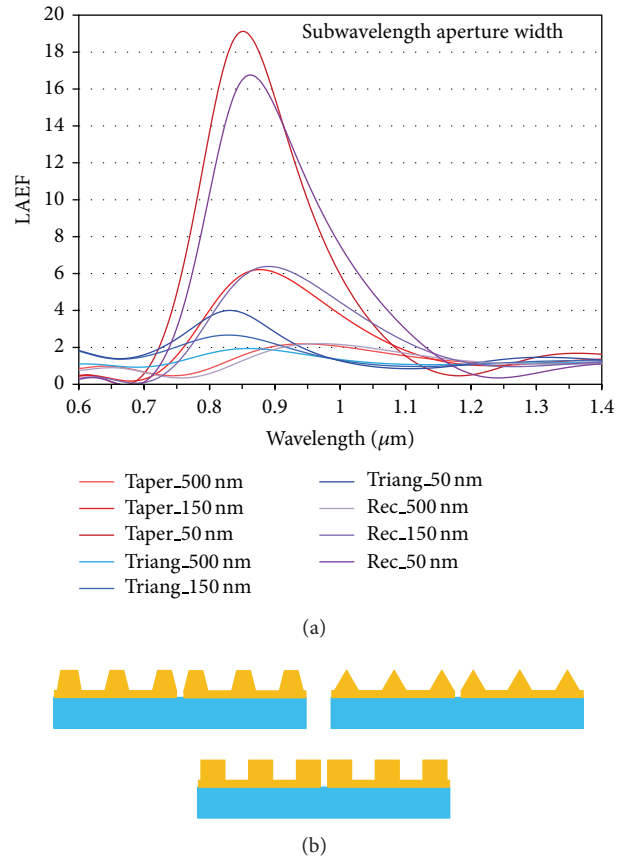 Subwavelength aperture width
LAEF
20
18
16
14
12
10
8
6
4
2
0
0.6 0.7 0.8 0.9 1 1.1 1.2 1.3 1.4
Wavelength (μm)
Taper_500 nm
Taper_150 nm
Taper_50 nm
Triang_500 nm
Triang_150 nm
Triang_50 nm
Rec_500 nm
Rec_150 nm
Rec_50 nm
(a)
(b)